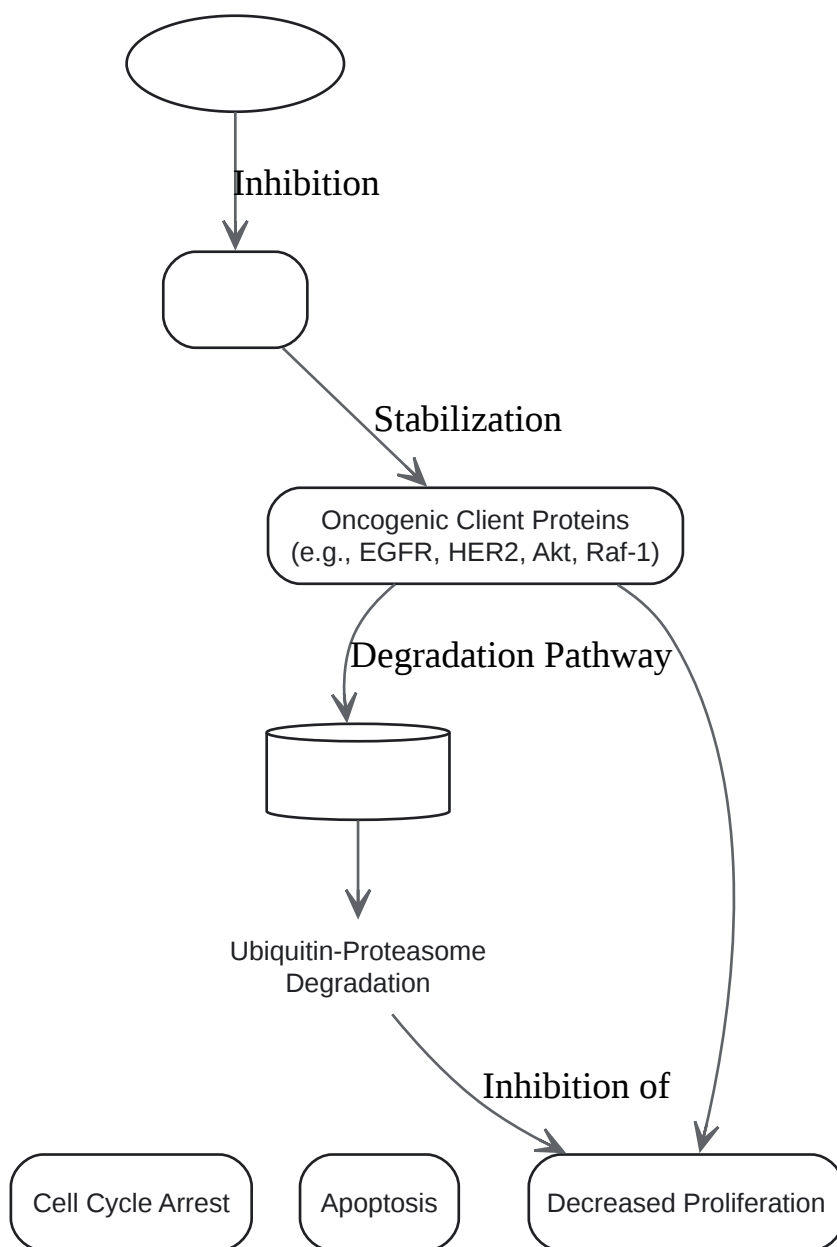 Inhibition
Stabilization
Oncogenic Client Proteins
(e.g., EGFR, HER2, Akt, Raf-1)
Degradation Pathway
Ubiquitin-Proteasome
Degradation
Inhibition of
Cell Cycle Arrest
Apoptosis
Decreased Proliferation